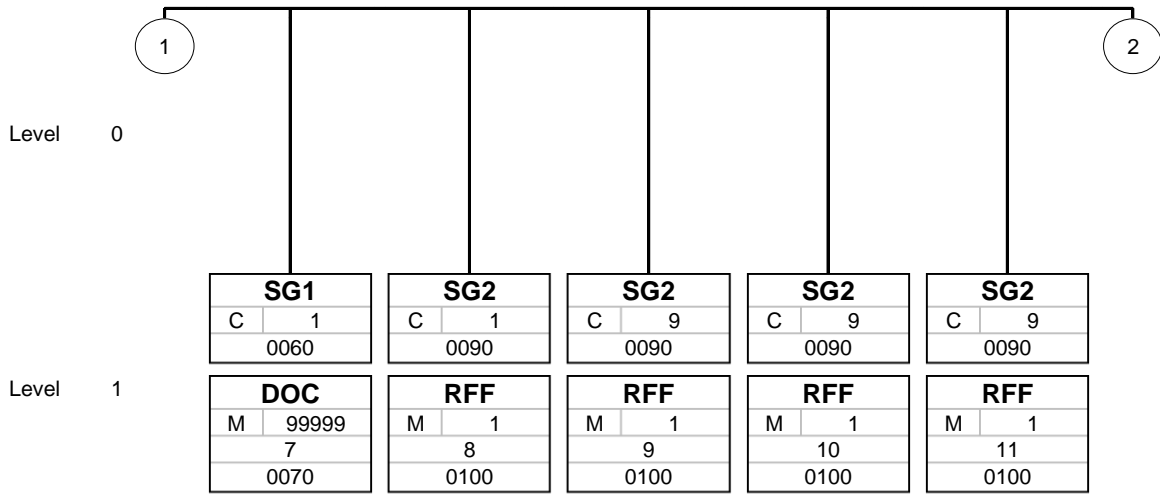 1 2
Level 0
SG1 SG2 SG2 SG2 SG2
C 1 C 1 C 9 C 9 C 9
0060 0090 0090 0090 0090
Level 1
DOC RFF RFF RFF RFF
M 99999 M 1 M 1 M 1 M 1
7 8 9 10 11
0070 0100 0100 0100 0100